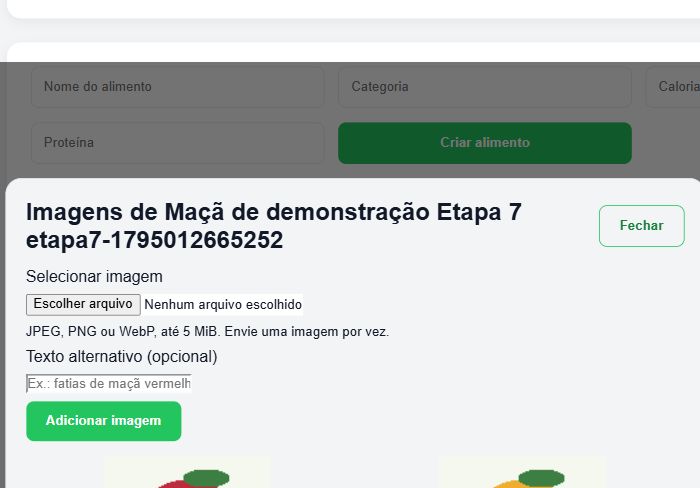 Nome do alimento
Categoria
Caloria
Proteína
Criar alimento
Imagens de Maçã de demonstração Etapa 7
etapa7-1795012665252
Fechar
Selecionar imagem
Escolher arquivo Nenhum arquivo escolhido
JPEG, PNG ou WebP, até 5 MiB. Envie uma imagem por vez.
Texto alternativo (opcional)
Ex.: fatias de maçã vermelh
Adicionar imagem